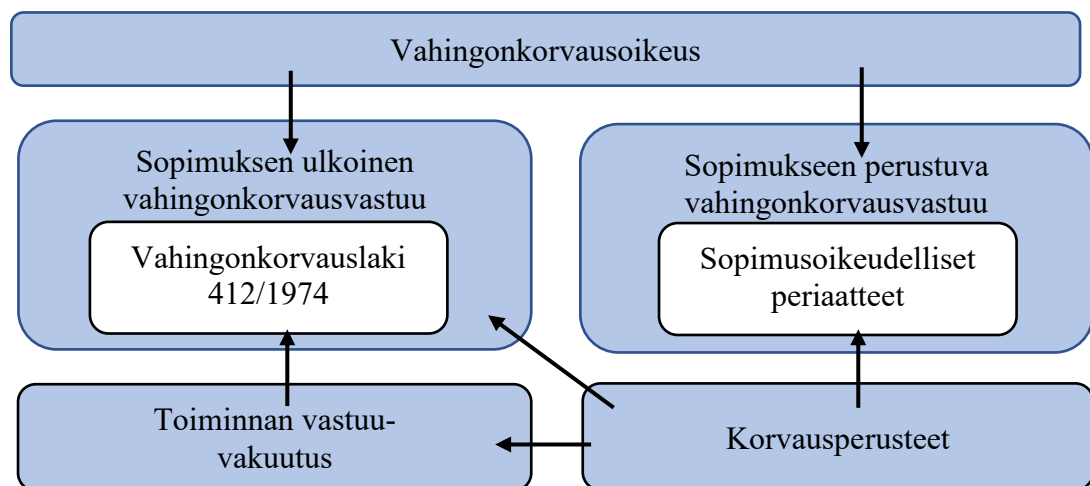 Vahingonkorvausoikeus
Sopimuksen ulkoinen
vahingonkorvausvastuu
Vahingonkorvauslaki
412/1974
Sopimukseen perustuva
vahingonkorvausvastuu
Sopimusoikeudelliset
periaatteet
Toiminnan vastuu-
vakuutus
Korvausperusteet